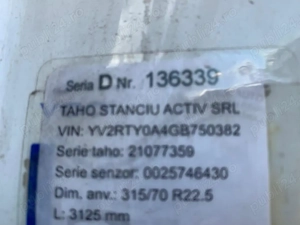 Seria D Nr. 136339
TAHO STANCIU ACTIV SRL
VIN: YV2RTY0A4GB750382
Serie taho: 21077359
Serie senzor: 0025746430
Dim. anv.: 315/70 R22.5
L: 3125 mm